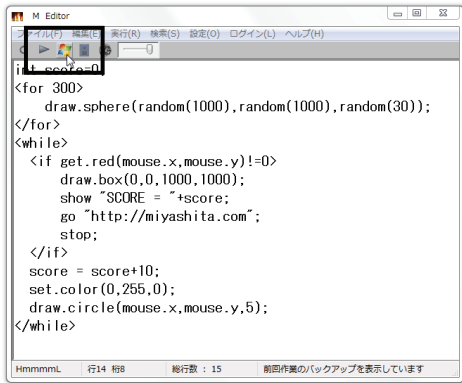 M Editor
ファイル(F) 編集(E) 実行(R) 検索(S) 設定(O) ログイン(L) ヘルプ(H)
int score=0
<for 300>
draw.sphere(random(1000),random(1000),random(30));
</for>
<while>
<if get.red(mouse.x,mouse.y)!=0>
draw.box(0,0,1000,1000);
show "SCORE = "+score;
go "http://miyashita.com";
stop;
</if>
score = score+10;
set.color(0,255,0);
draw.circle(mouse.x,mouse.y,5);
</while>
HmmmmL 行14 桁8 総行数 : 15 前回作業のバックアップを表示しています